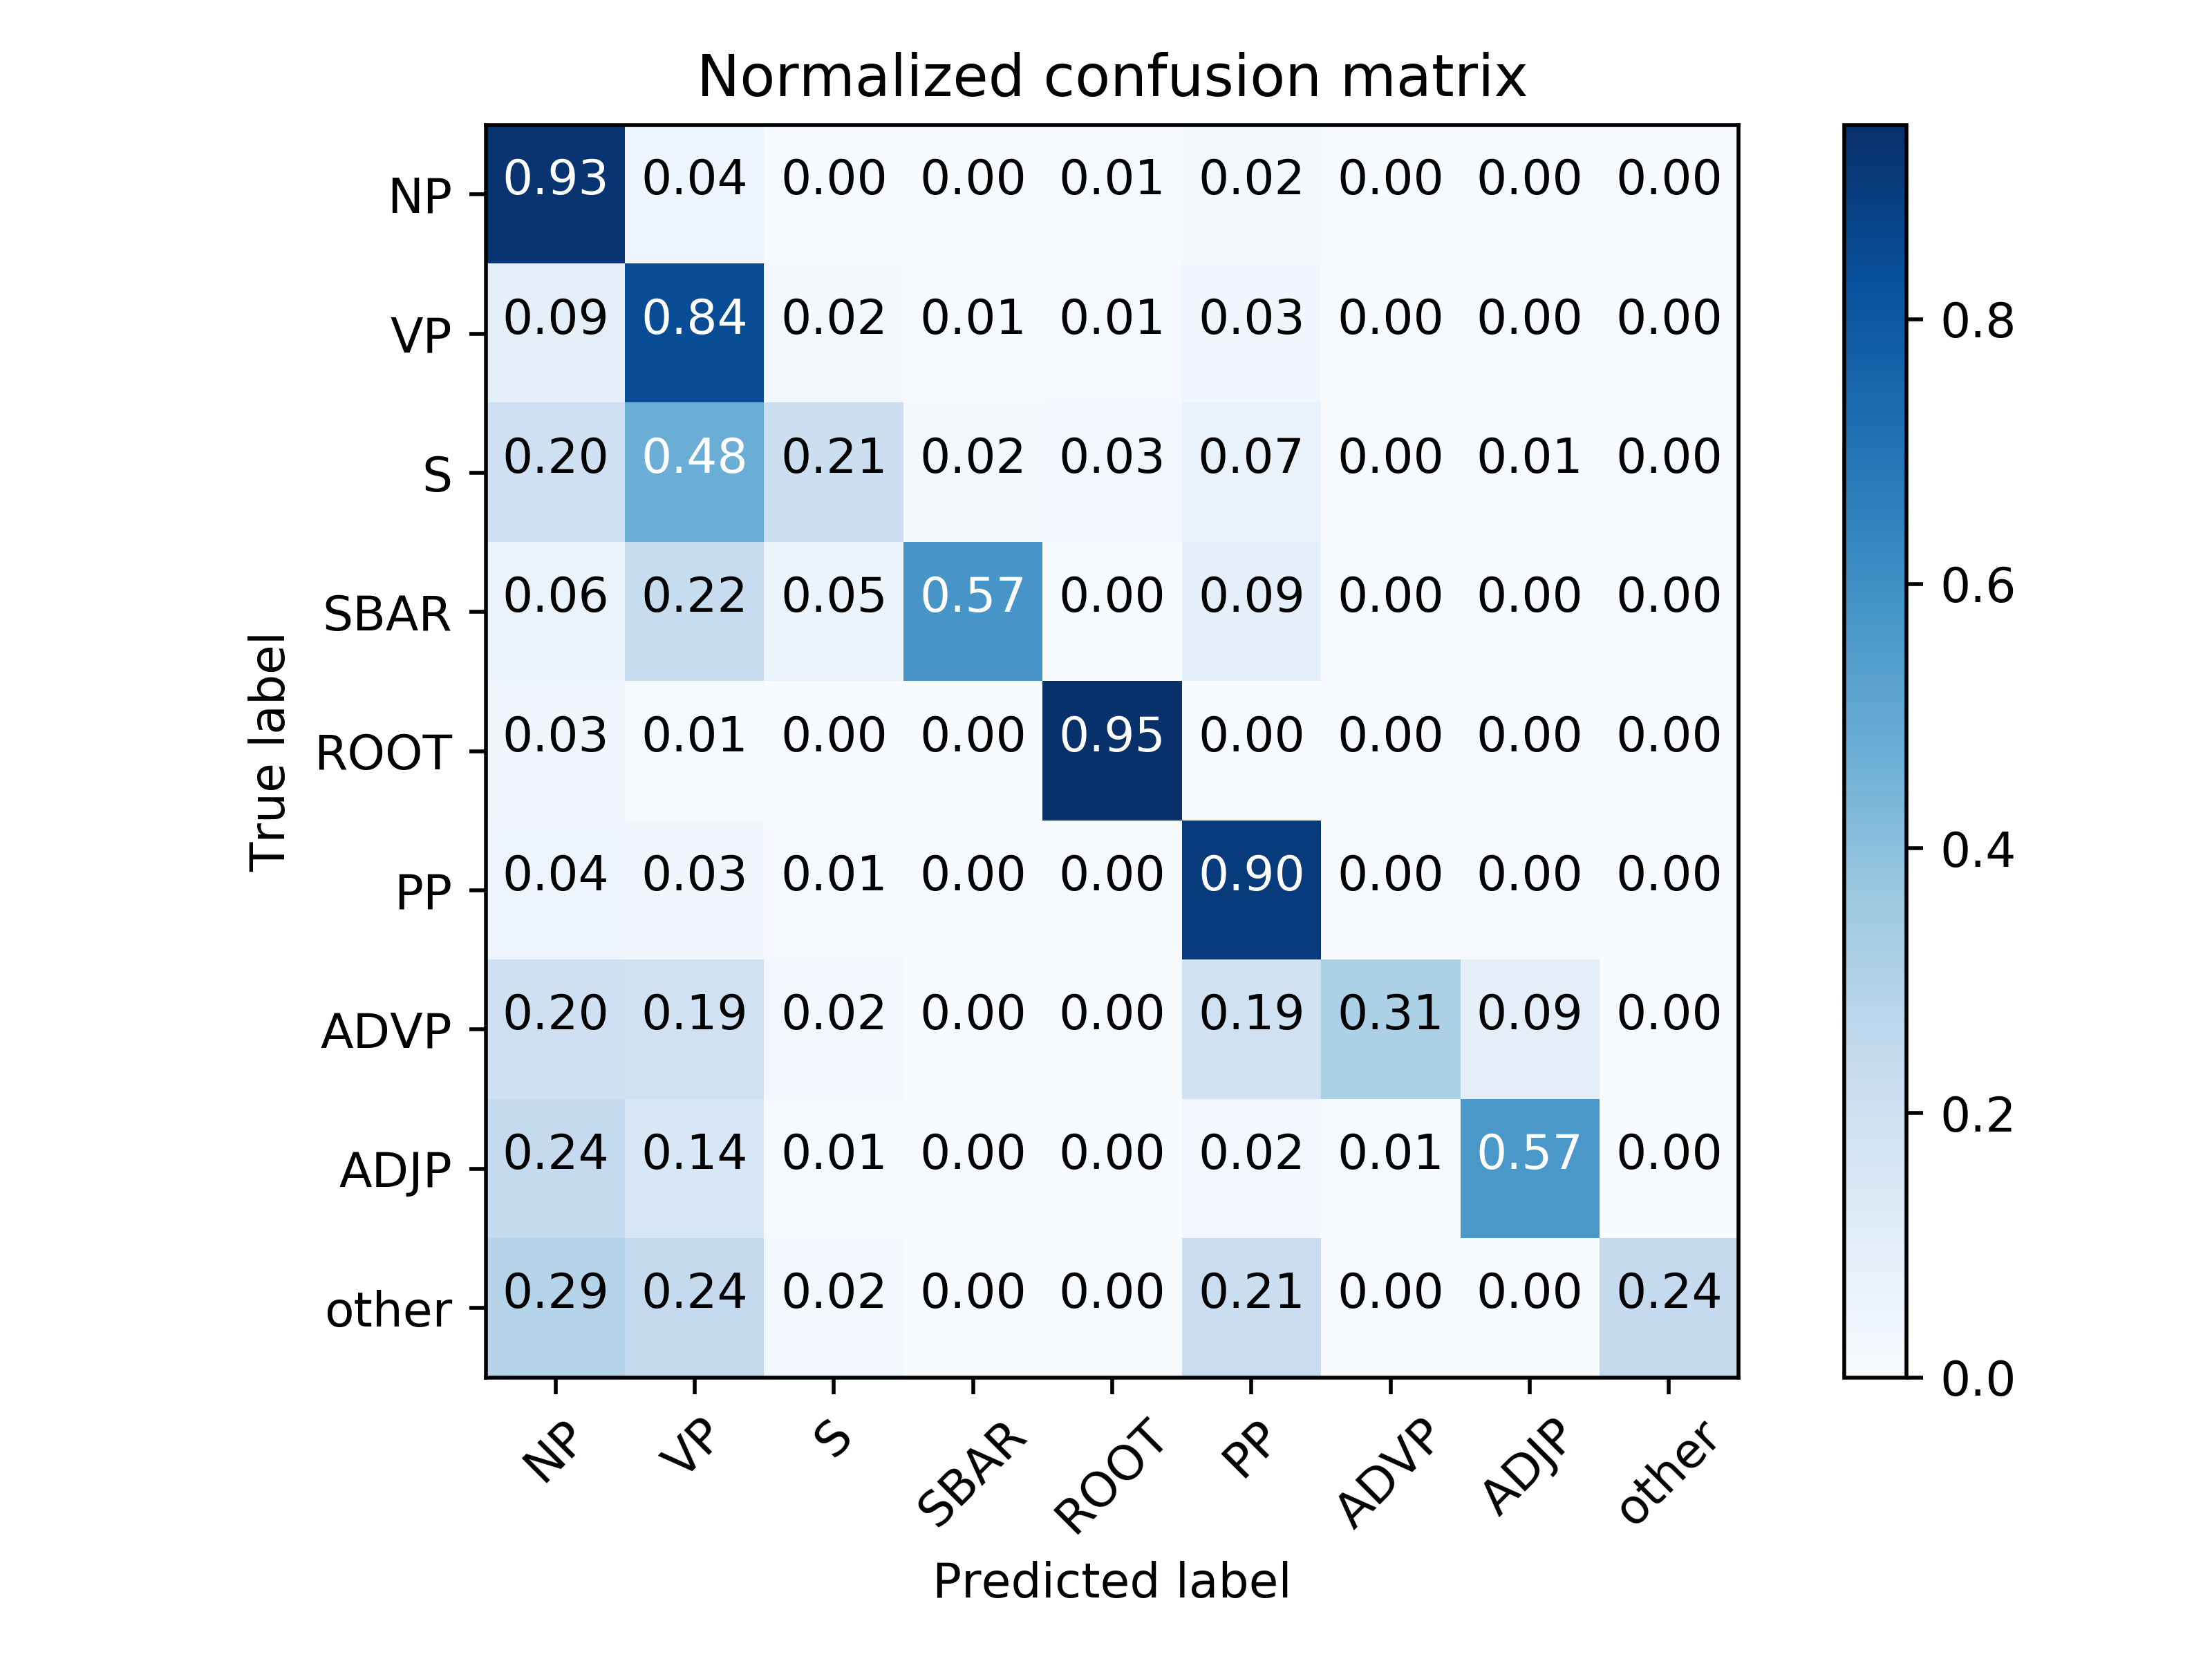 Normalized confusion matrix
NP 0.93 0.04 0.00 0.00 0.01 0.02 0.00 0.00 0.00
VP 0.09 0.84 0.02 0.01 0.01 0.03 0.00 0.00 0.00
S 0.20 0.48 0.21 0.02 0.03 0.07 0.00 0.01 0.00
SBAR 0.06 0.22 0.05 0.57 0.00 0.09 0.00 0.00 0.00
ROOT 0.03 0.01 0.00 0.00 0.95 0.00 0.00 0.00 0.00
PP 0.04 0.03 0.01 0.00 0.00 0.90 0.00 0.00 0.00
ADVP 0.20 0.19 0.02 0.00 0.00 0.19 0.31 0.09 0.00
ADJP 0.24 0.14 0.01 0.00 0.00 0.02 0.01 0.57 0.00
other 0.29 0.24 0.02 0.00 0.00 0.21 0.00 0.00 0.24
NP VP S SBAR ROOT PP ADVP ADJP other
Predicted label
True label
0.8
0.6
0.4
0.2
0.0